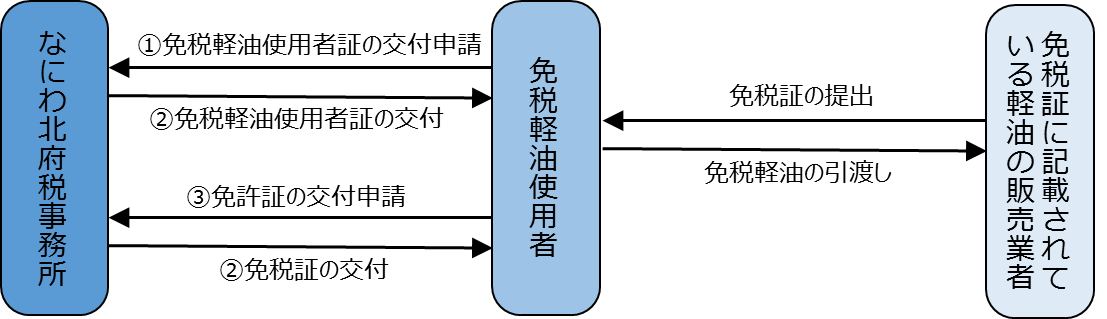 なにわ北府税事務所
①免税軽油使用者証の交付申請
②免税軽油使用者証の交付
③免許証の交付申請
②免税証の交付
免税軽油使用者
免税証の提出
免税軽油の引渡し
免税証に記載されて
いる軽油の販売業者